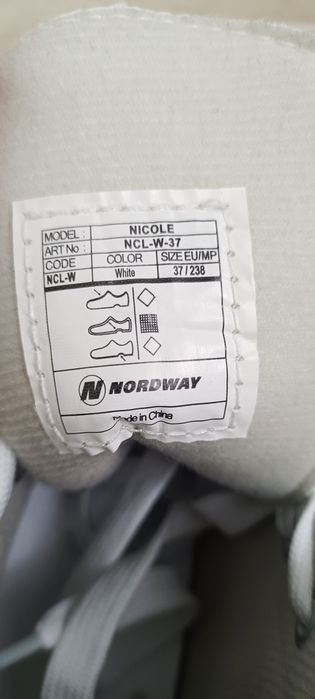 MODEL : NICOLE
ART No : NCL-W-37
CODE COLOR SIZE EU/MP
NCL-W White 37 / 238
N NORDWAY
Made in China